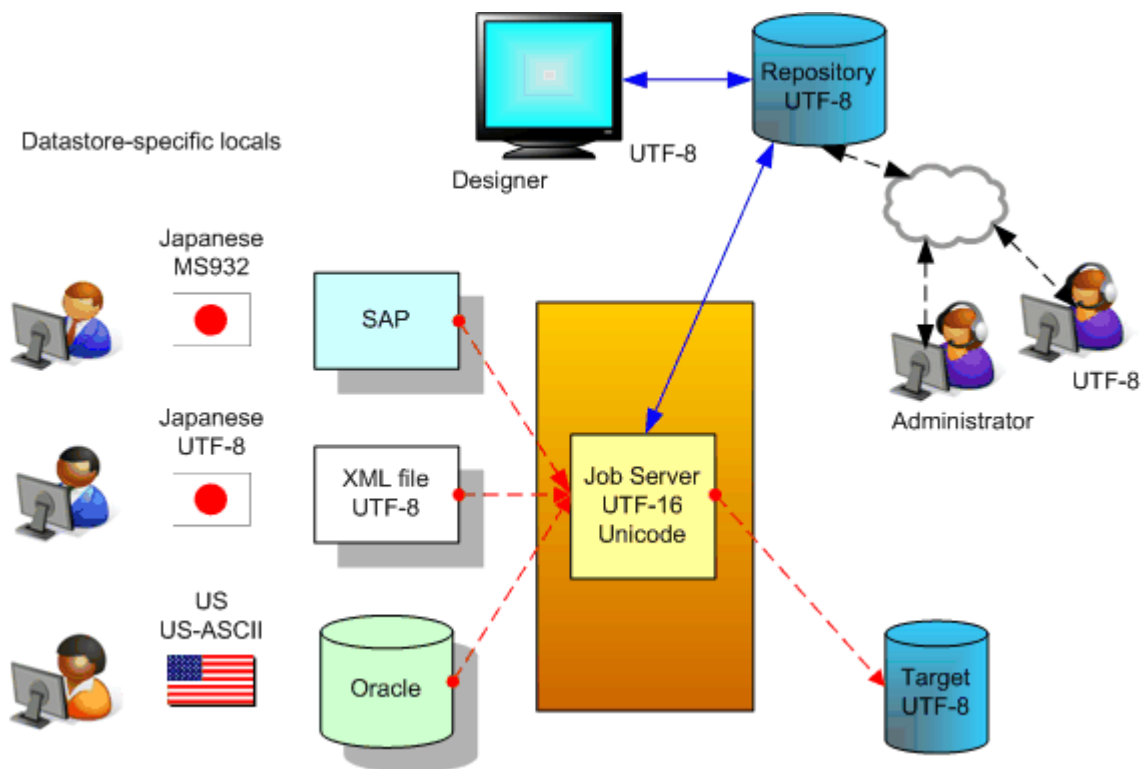 Repository
UTF-8
UTF-8
Designer
Datastore-specific locals
Japanese
MS932
SAP
UTF-8
Administrator
Japanese
UTF-8
XML file
UTF-8
Job Server
UTF-16
Unicode
US
US-ASCII
Oracle
Target
UTF-8